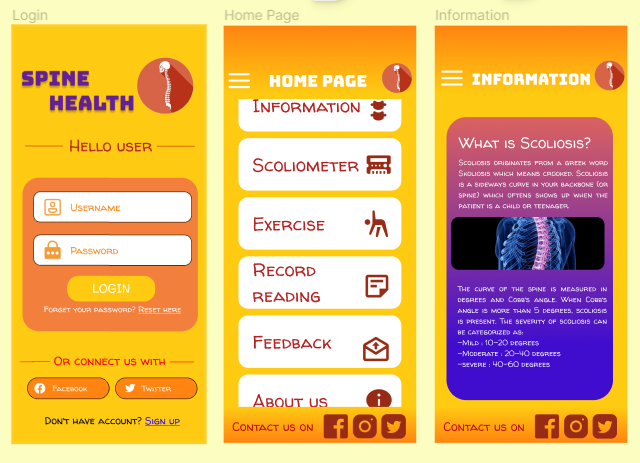 Login
SPINE
HEALTH
Hello user
Username
Password
LOGIN
Forget your password? Reset here
Or connect us with
Facebook
Twitter
Don't have account? Sign up
Home Page
HOME PAGE
Information
Scoliometer
Exercise
Record
reading
Feedback
About us
Contact us on
Information
INFORMATION
What is Scoliosis?
Scoliosis originates from a Greek word
Skoliosis which means crooked. Scoliosis
is a sideways curve in your backbone (or
spine) which oftens shows up when the
patient is a child or teenager.
The curve of the spine is measured in
degrees and Cobb's angle. When Cobb's
angle is more than 5 degrees, scoliosis
is present. The severity of scoliosis can
be categorized as:
-Mild : 10-20 degrees
-Moderate : 20-40 degrees
-severe : 40-60 degrees
Contact us on